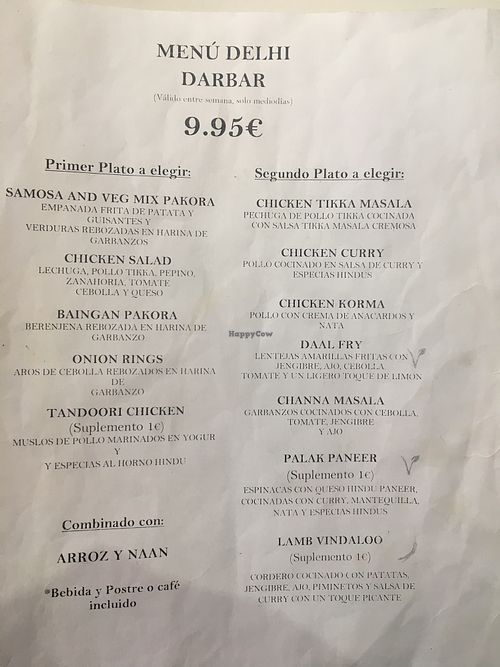 MENÚ DELHI
DARBAR
(Válido entre semana, solo mediodias)
9.95€
Primer Plato a elegir:
SAMOSA AND VEG MIX PAKORA
EMPANADA FRITA DE PATATA Y
GUISANTES Y
VERDURAS REBOZADAS EN HARINA DE
GARBANZOS
CHICKEN SALAD
LECHUGA, POLLO TIKKA, PEPINO,
ZANAHORIA, TOMATE
CEBOLLA Y QUESO
BAINGAN PAKORA
BERENJENA REBOZADA EN HARINA DE
GARBANZO
ONION RINGS
AROS DE CEBOLLA REBOZADOS EN HARINA
DE
GARBANZO
TANDOORI CHICKEN
(Suplemento 1€)
MUSLOS DE POLLO MARINADOS EN YOGUR
Y
Y ESPECIAS AL HORNO HINDU
Combinado con:
ARROZ Y NAAN
*Bebida y Postre o café
incluido
Segundo Plato a elegir:
CHICKEN TIKKA MASALA
PECHUGA DE POLLO TIKKA COCINADA
CON SALSA TIKKA MASALA CREMOSA
CHICKEN CURRY
POLLO COCINADO EN SALSA DE CURRY Y
ESPECIAS HINDUS
CHICKEN KORMA
POLLO CON CREMA DE ANACARDOS Y
NATA
DAAL FRY
LENTEJAS AMARILLAS FRITAS CON
JENGIBRE, AJO, CEBOLLA,
TOMATE Y UN LIGERO TOQUE DE LIMON
CHANNA MASALA
GARBANZOS COCINADOS CON CEBOLLA,
TOMATE, JENGIBRE
Y AJO
PALAK PANEER
(Suplemento 1€)
ESPINACAS CON QUESO HINDU PANEER,
COCINADAS CON CURRY, MANTEQUILLA,
NATA Y ESPECIAS HINDUS
LAMB VINDALOO
(Suplemento 1€)
CORDERO COCINADO CON PATATAS,
JENGIBRE, AJO, PIMINETOS Y SALSA DE
CURRY CON UN TOQUE PICANTE
HappyCow